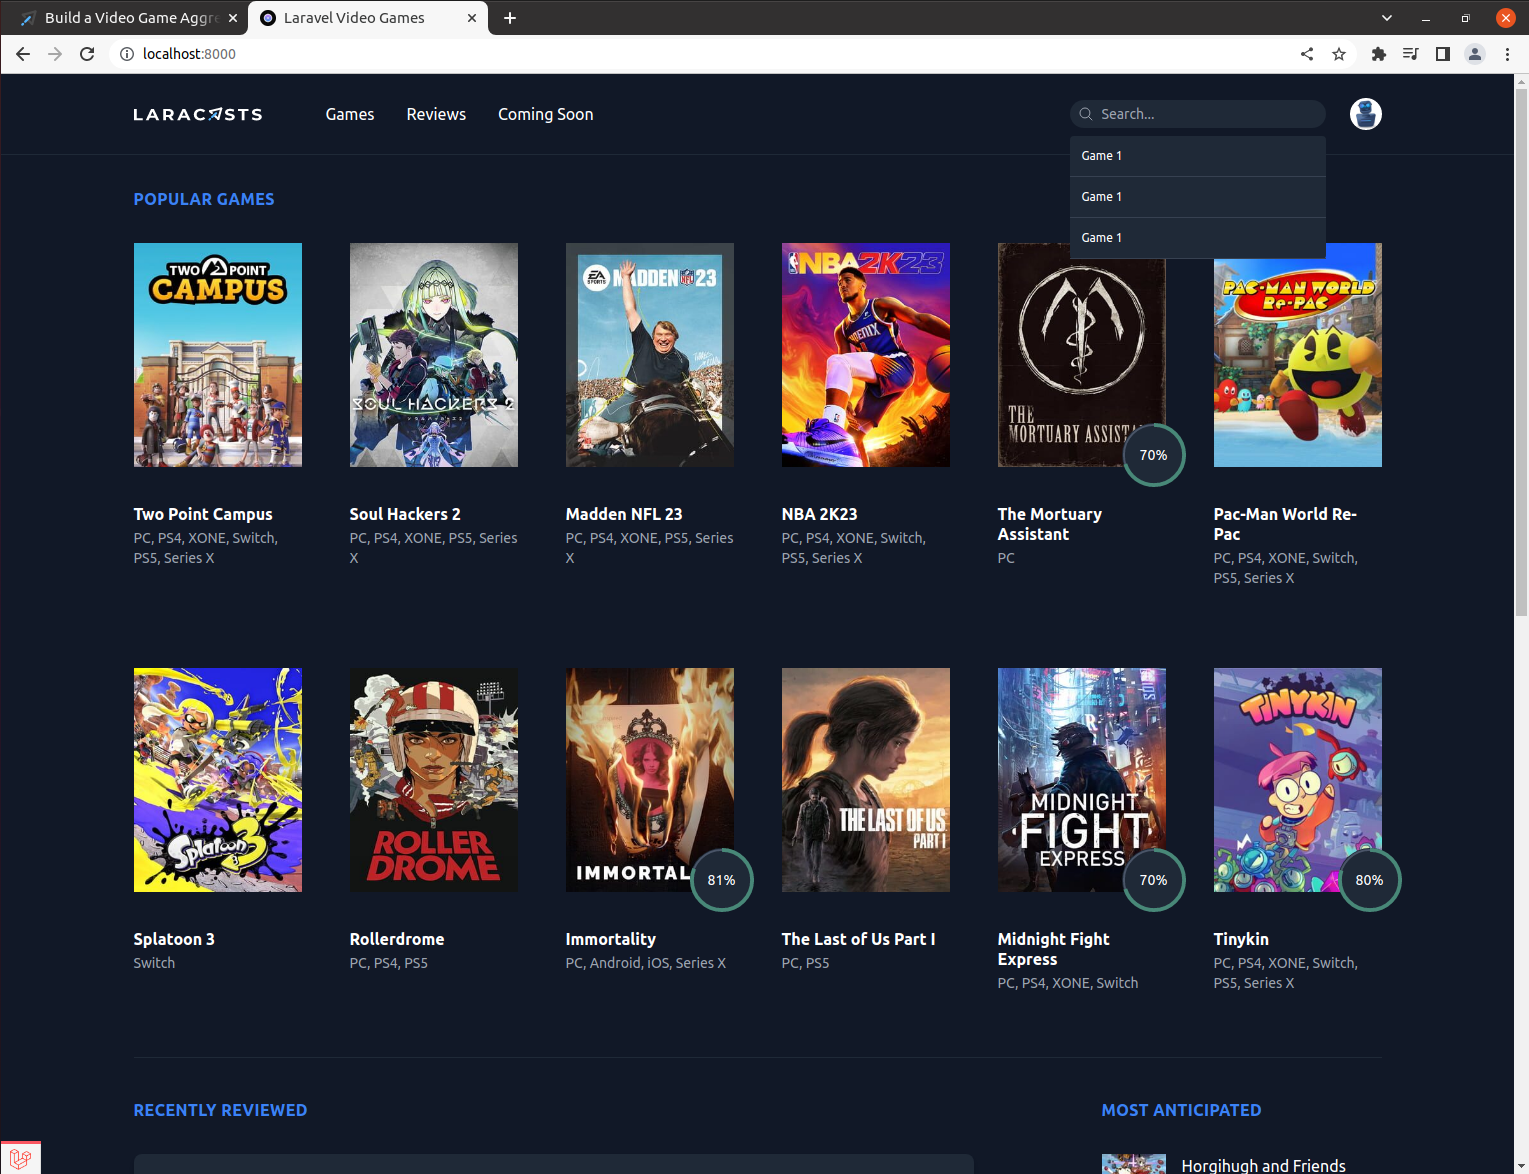 Build a Video Game Aggre
Laravel Video Games
localhost:8000
LARACASTS
Games
Reviews
Coming Soon
Search...
Game 1
Game 1
Game 1
POPULAR GAMES
TWO POINT
CAMPUS
SOUL HACKERS 2
EA
SPORTS
MADDEN NFL 23
NBA 2K23
PHOENIX
THE
MORTUARY ASSISTA
70%
PAC-MAN WORLD
Re-PAC
Two Point Campus
PC, PS4, XONE, Switch,
PS5, Series X
Soul Hackers 2
PC, PS4, XONE, PS5, Series
X
Madden NFL 23
PC, PS4, XONE, PS5, Series
X
NBA 2K23
PC, PS4, XONE, Switch,
PS5, Series X
The Mortuary
Assistant
PC
Pac-Man World Re-
Pac
PC, PS4, XONE, Switch,
PS5, Series X
Splatoon 3
ROLLER
DROME
IMMORTAL
81%
THE LAST OF US
PART I
MIDNIGHT
FIGHT
EXPRESS
70%
TINYKIN
80%
Splatoon 3
Switch
Rollerdrome
PC, PS4, PS5
Immortality
PC, Android, iOS, Series X
The Last of Us Part I
PC, PS5
Midnight Fight
Express
PC, PS4, XONE, Switch
Tinykin
PC, PS4, XONE, Switch,
PS5, Series X
RECENTLY REVIEWED
MOST ANTICIPATED
Horgihugh and Friends